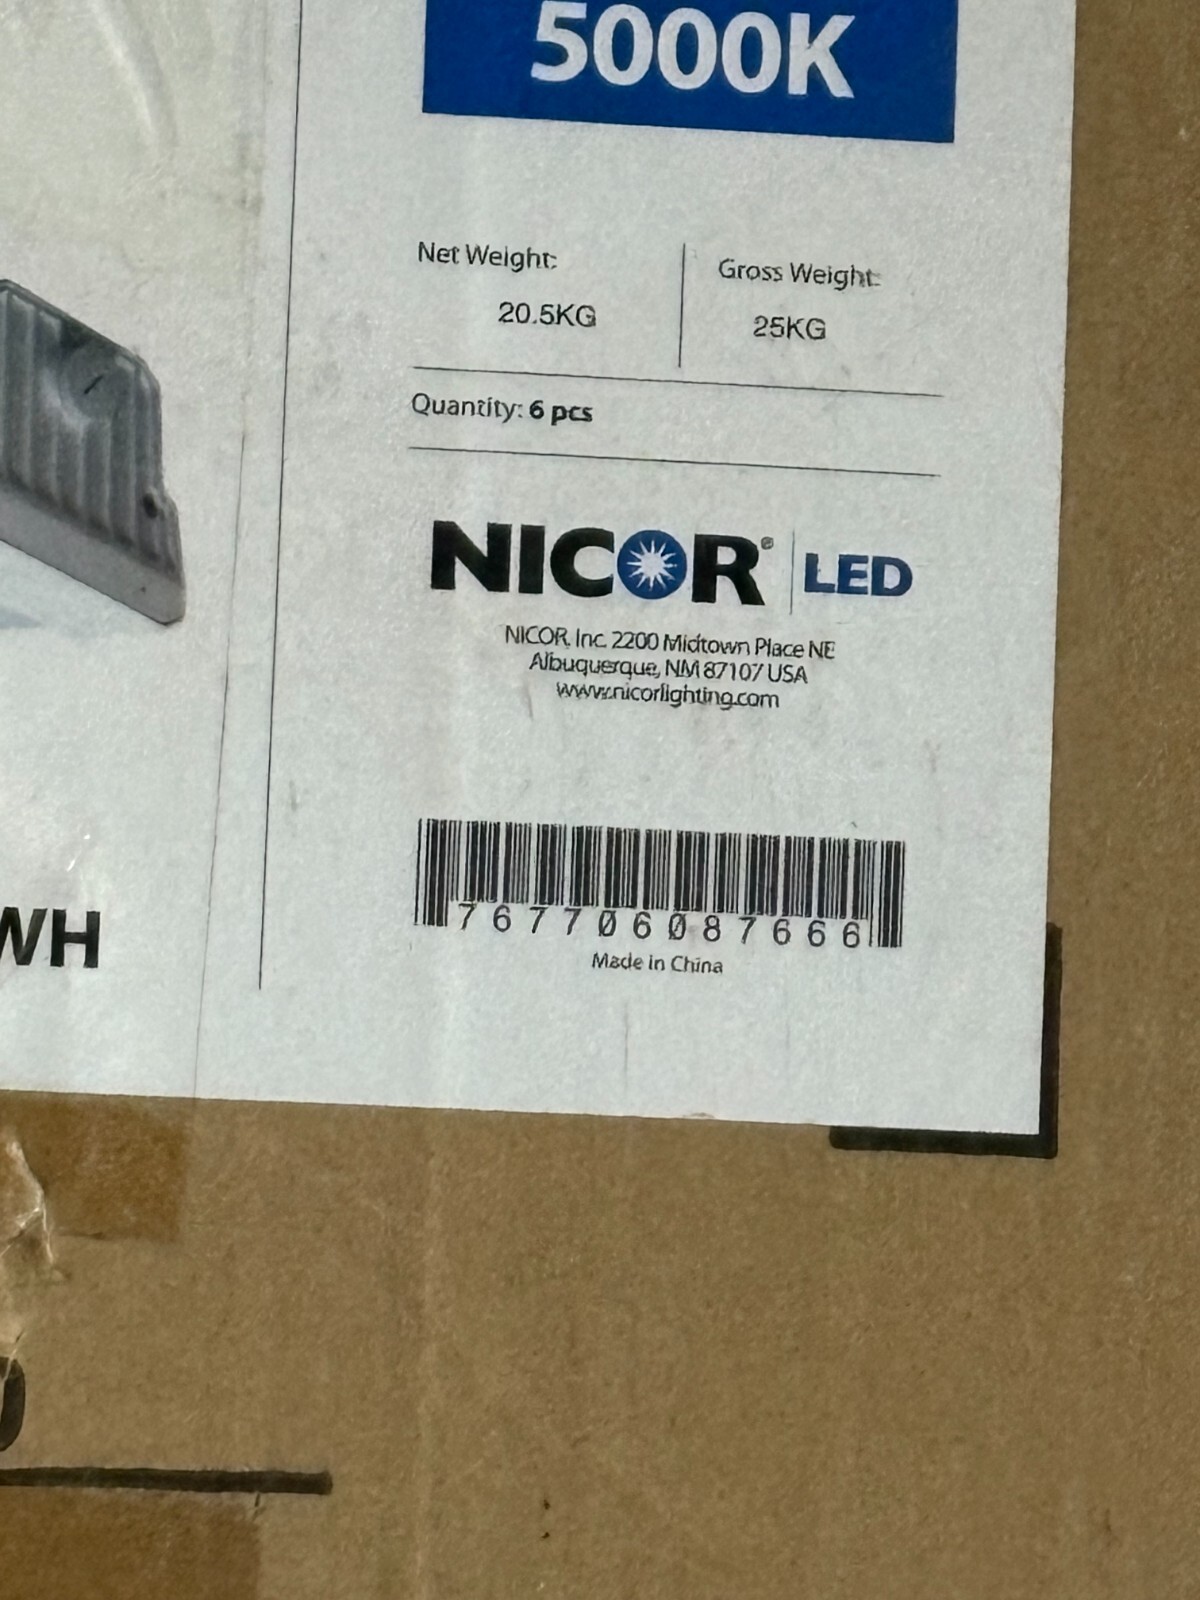 5000K
Net Weight:
Gross Weight:
20.5KG
25KG
Quantity: 6 pcs
NICOR® LED
NICOR, Inc. 2200 Midtown Place NE
Albuquerque, NM 87107 USA
www.nicorlighting.com
WH
767706087666
Made in China